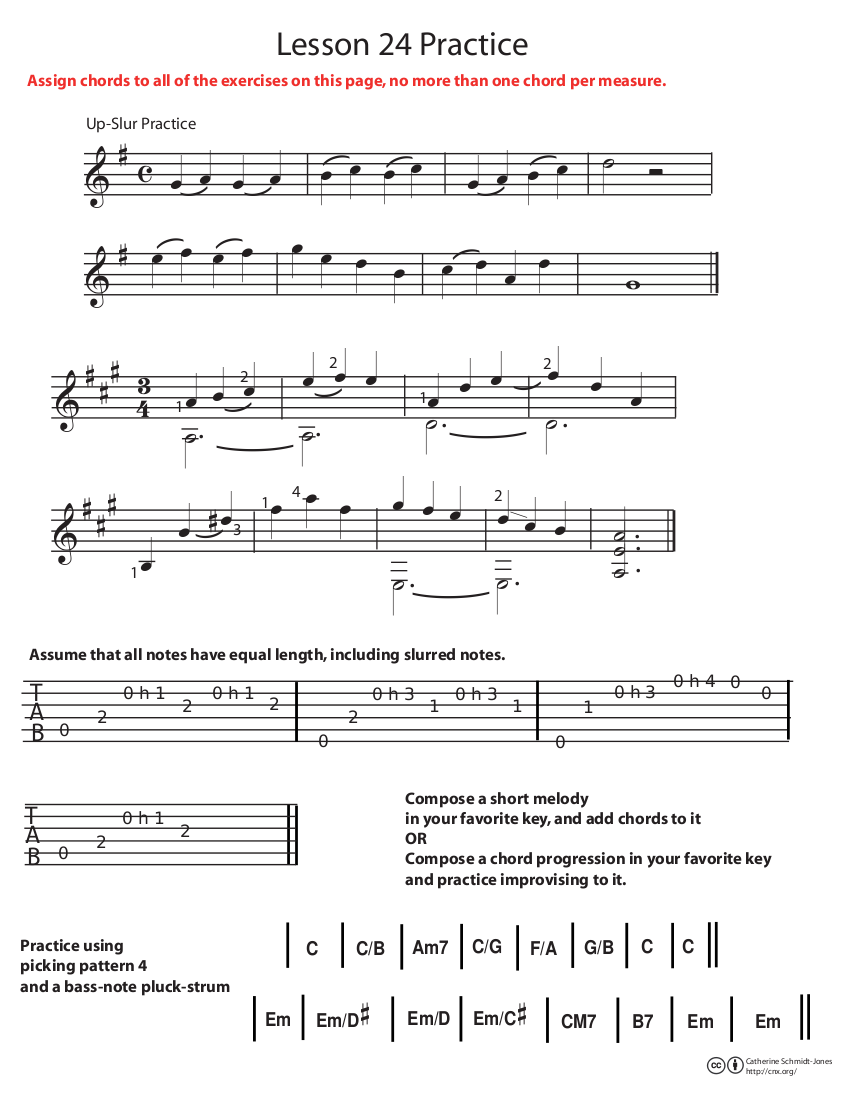 Lesson 24 Practice
Assign chords to all of the exercises on this page, no more than one chord per measure.
Up-Slur Practice
2 2 2
3
4
1 1
4 2
1
3
1
Assume that all notes have equal length, including slurred notes.
T
A
B
0 2 0 h 1 2 0 h 1 2
0 2 0 h 3 1 0 h 3 1
0 1 0 h 3 0 h 4 0 0
T
A
B
0 2 0 h 1 2
Compose a short melody
in your favorite key, and add chords to it
OR
Compose a chord progression in your favorite key
and practice improvising to it.
Practice using
picking pattern 4
and a bass-note pluck-strum
C C/B Am7 C/G F/A G/B C C
Em Em/D♯ Em/D Em/C♯ CM7 B7 Em Em
cc
Catherine Schmidt-Jones
http://cnx.org/